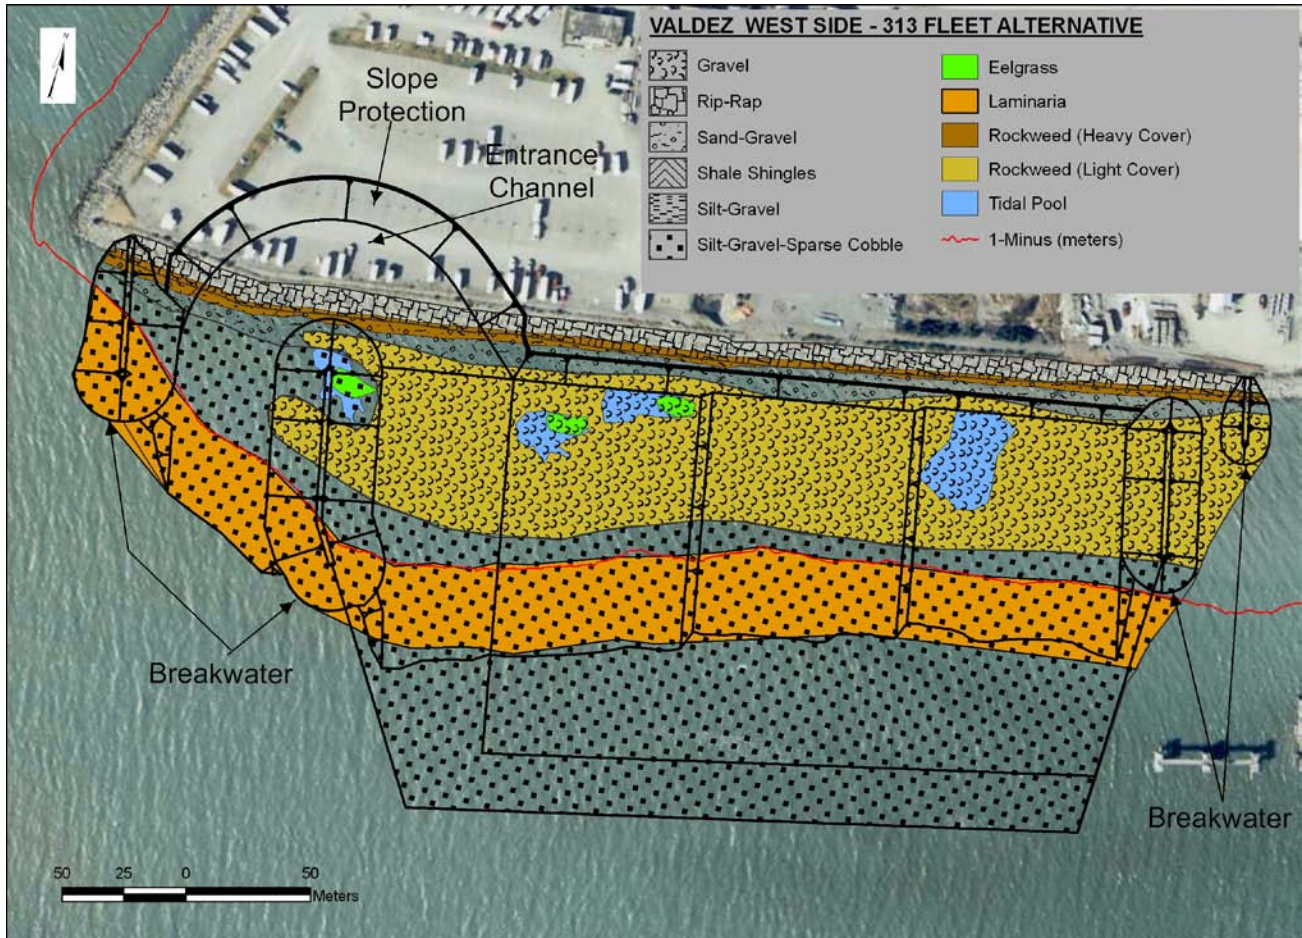 VALDEZ WEST SIDE - 313 FLEET ALTERNATIVE
Gravel
Rip-Rap
Sand-Gravel
Shale Shingles
Silt-Gravel
Silt-Gravel-Sparse Cobble
Eelgrass
Laminaria
Rockweed (Heavy Cover)
Rockweed (Light Cover)
Tidal Pool
1-Minus (meters)
N
Slope
Protection
Entrance
Channel
Breakwater
Breakwater
50 25 0 50
Meters